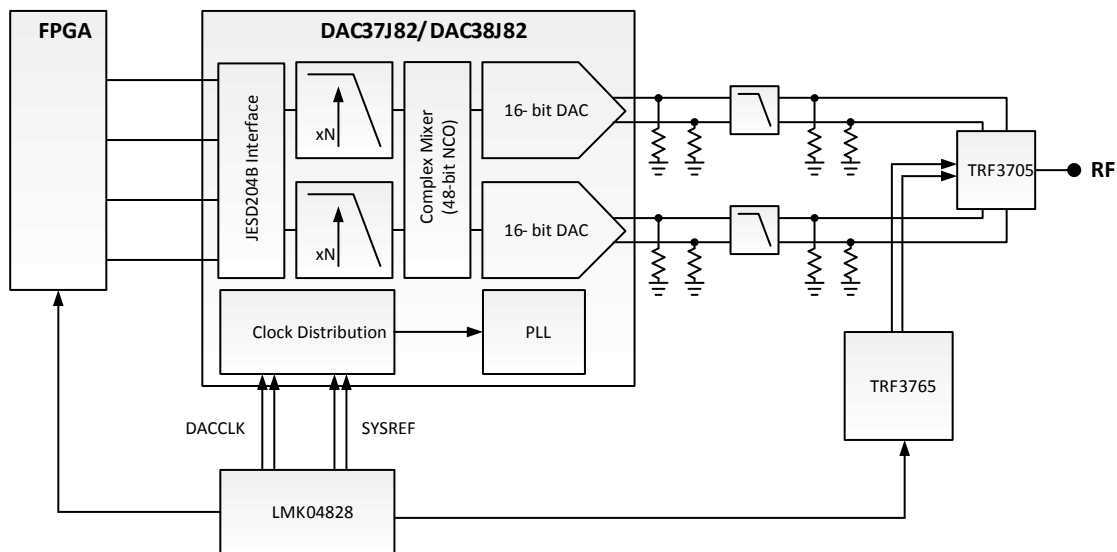 FPGA
DAC37J82/ DAC38J82
JESD204B Interface
xN
xN
Complex Mixer
(48-bit NCO)
16- bit DAC
16- bit DAC
TRF3705
RF
Clock Distribution
PLL
TRF3765
DACCLK
SYSREF
LMK04828